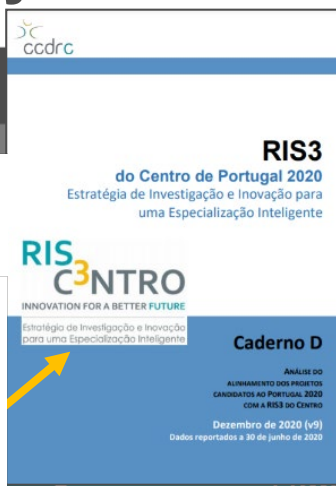 ccdrc
RIS3
do Centro de Portugal 2020
Estratégia de Investigação e Inovação para
uma Especialização Inteligente
RIS
C3NTRO
INNOVATION FOR A BETTER FUTURE
Estratégia de Investigação e Inovação
para uma Especialização Inteligente
Caderno D
ANÁLISE DO
ALINHAMENTO DOS PROJETOS
CANDIDATOS AO PORTUGAL 2020
COM A RIS3 DO CENTRO
Dezembro de 2020 (v9)
Dados reportados a 30 de junho de 2020